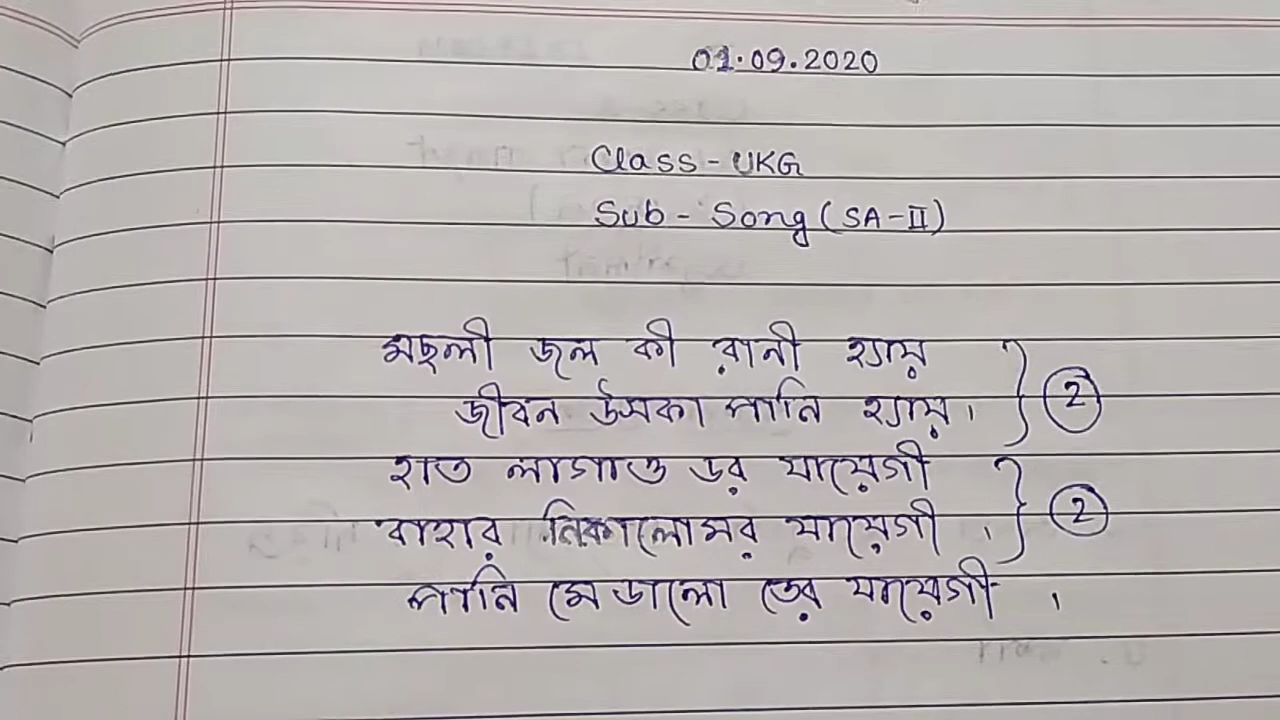 01.09.2020
Class - UKG
Sub - Song (SA-II)
মছলী জল কী রানী হ্যায় } 2
জীবন উসকা পানি হ্যায়।
হাত লাগাও ডর যায়েগী } 2
বাহার নিকালো মর যায়েগী ।
পানি মে ডালো তের যায়েগী ।